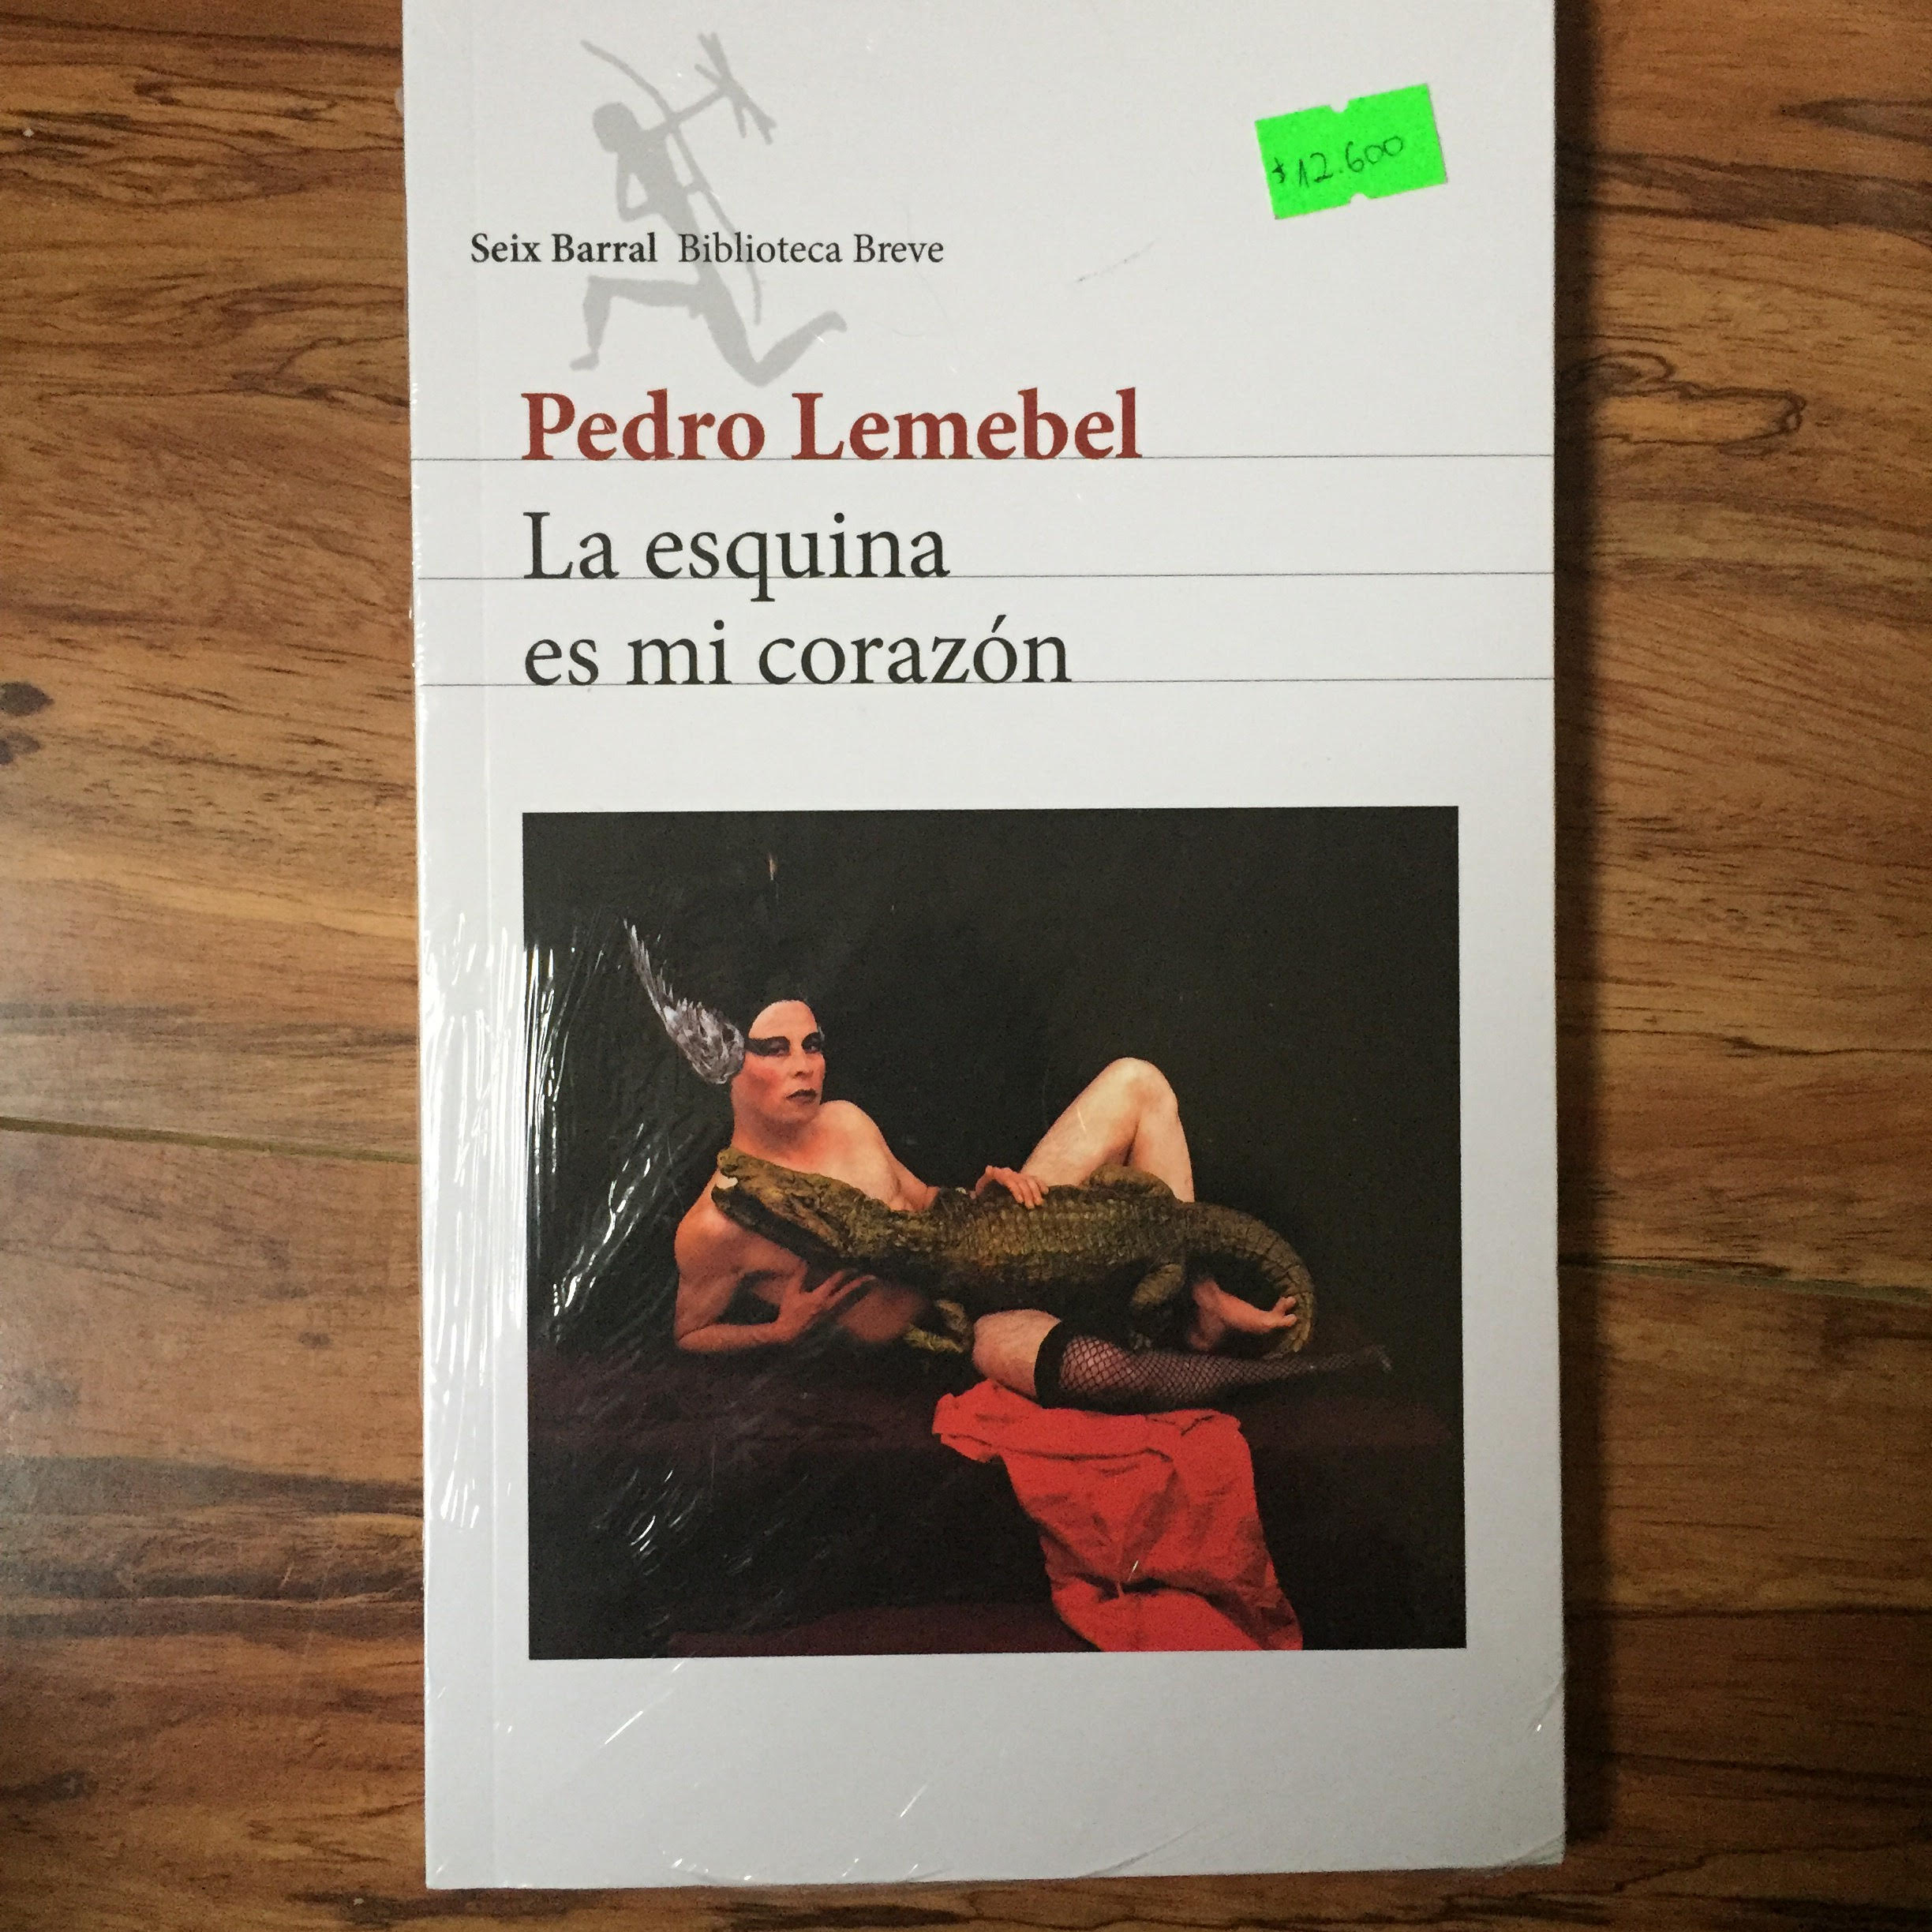 $12.600
Seix Barral Biblioteca Breve
Pedro Lemebel
La esquina
es mi corazón